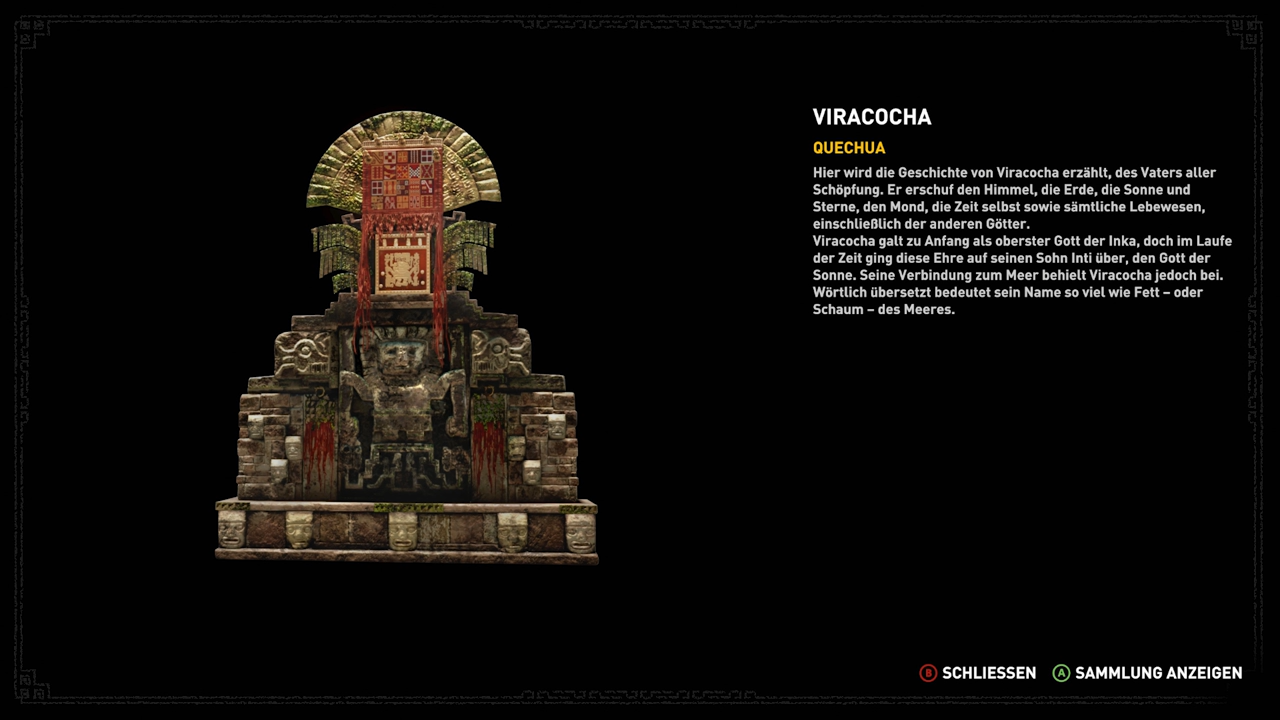 VIRACOCHA
QUECHUA
Hier wird die Geschichte von Viracocha erzählt, des Vaters aller
Schöpfung. Er erschuf den Himmel, die Erde, die Sonne und
Sterne, den Mond, die Zeit selbst sowie sämtliche Lebewesen,
einschließlich der anderen Götter.
Viracocha galt zu Anfang als oberster Gott der Inka, doch im Laufe
der Zeit ging diese Ehre auf seinen Sohn Inti über, den Gott der
Sonne. Seine Verbindung zum Meer behielt Viracocha jedoch bei.
Wörtlich übersetzt bedeutet sein Name so viel wie Fett – oder
Schaum – des Meeres.
B SCHLIESSEN A SAMMLUNG ANZEIGEN